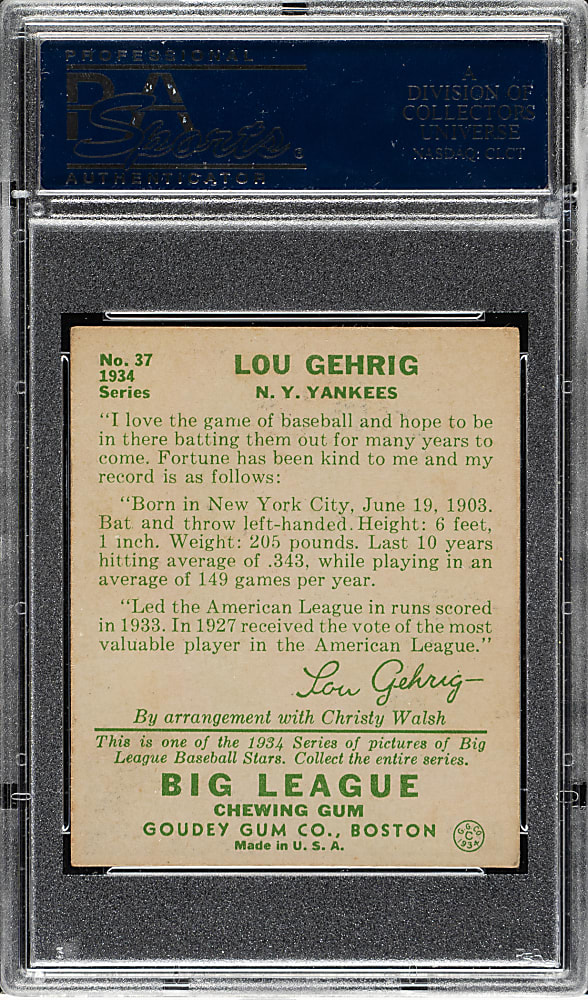 PROFESSIONAL
PSA
Sports
AUTHENTICATOR
A
DIVISION OF
COLLECTORS
UNIVERSE
NASDAQ: CLCT
No. 37
1934
Series
LOU GEHRIG
N. Y. YANKEES
"I love the game of baseball and hope to be
in there batting them out for many years to
come. Fortune has been kind to me and my
record is as follows:
"Born in New York City, June 19, 1903.
Bat and throw left-handed. Height: 6 feet,
1 inch. Weight: 205 pounds. Last 10 years
hitting average of .343, while playing in an
average of 149 games per year.
"Led the American League in runs scored
in 1933. In 1927 received the vote of the most
valuable player in the American League."
Lou Gehrig
By arrangement with Christy Walsh
This is one of the 1934 Series of pictures of Big
League Baseball Stars. Collect the entire series.
BIG LEAGUE
CHEWING GUM
GOUDEY GUM CO., BOSTON
Made in U. S. A.
G.G.CO.
C
1934